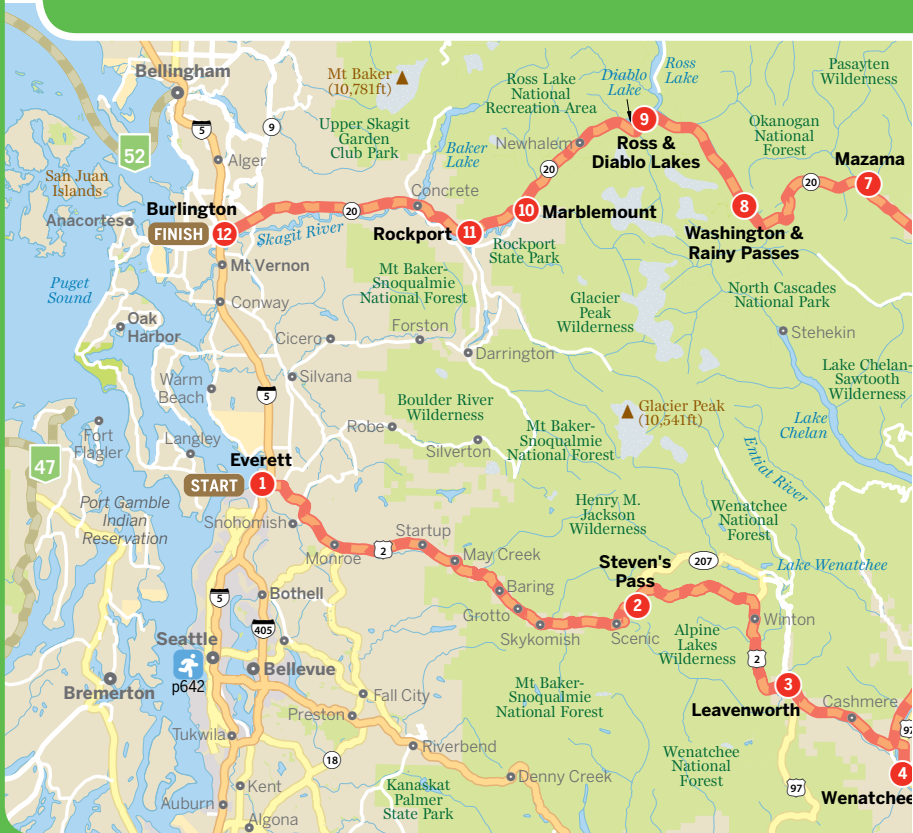 Bellingham
Mt Baker
(10,781ft)
Ross Lake
National
Recreation Area
Diablo
Lake
Ross
Lake
Pasayten
Wilderness
5
9
Upper Skagit
Garden
Club Park
Baker
Lake
Newhalem
9
Ross &
Diablo Lakes
Okanogan
National
Forest
52
Alger
20
Mazama
7
20
San Juan
Islands
Concrete
Anacortes
Burlington
FINISH
12
20
Skagit River
Rockport
11
10
Marblemount
8
Washington &
Rainy Passes
Rockport
State Park
Mt Vernon
Mt Baker-
Snoqualmie
National Forest
Puget
Sound
Conway
Glacier
Peak
Wilderness
North Cascades
National Park
Oak
Harbor
Cicero
Forston
Stehekin
Darrington
Silvana
Warm
Beach
5
Lake Chelan-
Sawtooth
Wilderness
Boulder River
Wilderness
Glacier Peak
(10,541ft)
Fort
Flagler
Langley
Robe
Silverton
Mt Baker-
Snoqualmie
National Forest
Lake
Chelan
Entiat River
47
Everett
START
1
Port Gamble
Indian
Reservation
Snohomish
Henry M.
Jackson
Wilderness
Wenatchee
National
Forest
Monroe
2
Startup
May Creek
Steven's
Pass
2
207
Lake Wenatchee
Baring
Grotto
Skykomish
Scenic
Winton
5
Bothell
405
Alpine
Lakes
Wilderness
2
Seattle
p642
Bellevue
Bremerton
Fall City
Preston
Mt Baker-
Snoqualmie
National Forest
3
Leavenworth
Cashmere
97
Tukwila
Riverbend
18
Denny Creek
Wenatchee
National
Forest
4
Wenatchee
97
Kent
Auburn
Algona
Kanaskat
Palmer
State Park